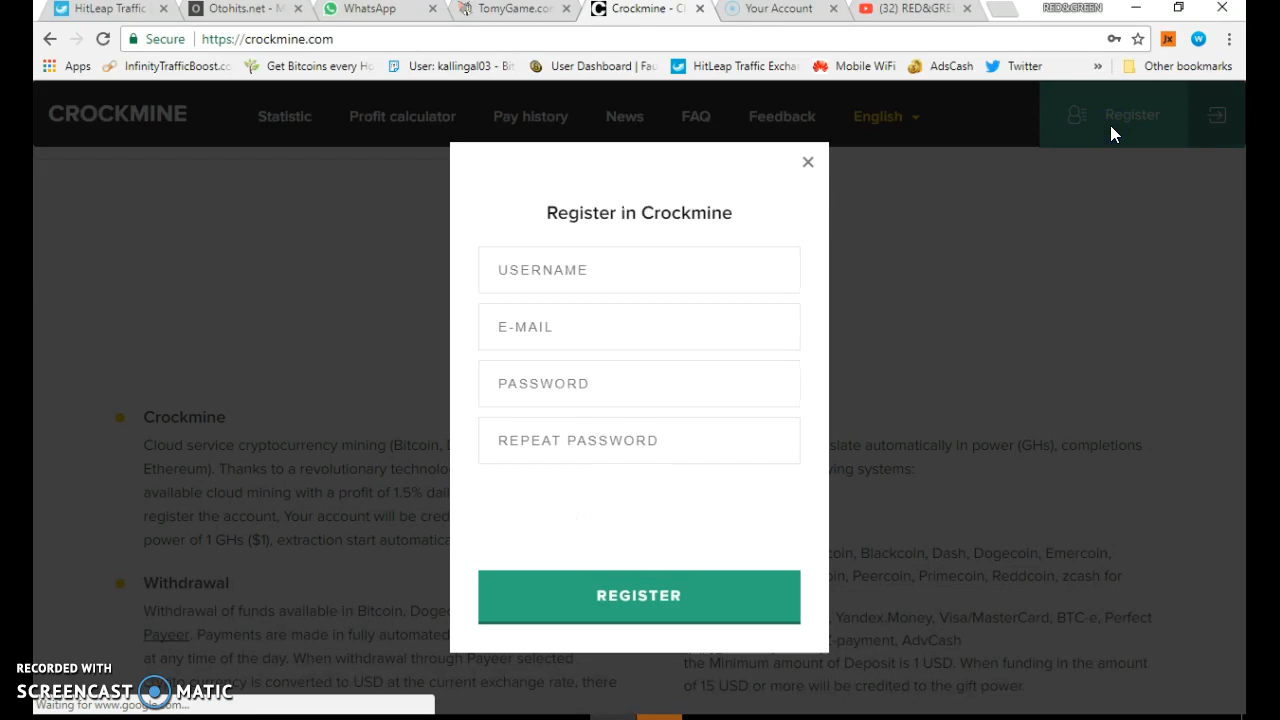 HitLeap Traffic
Otohits.net - M
WhatsApp
TomyGame.co
Crockmine - C
Your Account
(32) RED&GRE
RED&GREEN
Secure
https://crockmine.com
Apps
InfinityTrafficBoost.cc
Get Bitcoins every Ho
User: kallingal03 - Bit
User Dashboard | Fau
HitLeap Traffic Exchan
Mobile WiFi
AdsCash
Twitter
»
Other bookmarks
CROCKMINE
Statistic
Profit calculator
Pay history
News
FAQ
Feedback
English
Register
Register in Crockmine
USERNAME
E-MAIL
PASSWORD
REPEAT PASSWORD
REGISTER
Crockmine
Cloud service cryptocurrency mining (Bitcoin,
Ethereum). Thanks to a revolutionary technolo
available cloud mining with a profit of 1.5% dail
register the account, Your account will be cred
power of 1 GHs ($1), extraction start automatica
Withdrawal
Withdrawal of funds available in Bitcoin, Dogec
Payeer. Payments are made in fully automated
at any time of the day. When withdrawal through Payeer selected
crypto currency is converted to USD at the current exchange rate, there
slate automatically in power (GHs), completions
ing systems:
coin, Blackcoin, Dash, Dogecoin, Emercoin,
in, Peercoin, Primecoin, Reddcoin, zcash for
, Yandex.Money, Visa/MasterCard, BTC-e, Perfect
Z-payment, AdvCash
the Minimum amount of Deposit is 1 USD. When funding in the amount
of 15 USD or more will be credited to the gift power.
RECORDED WITH
SCREENCAST MATIC
Waiting for www.google.com...